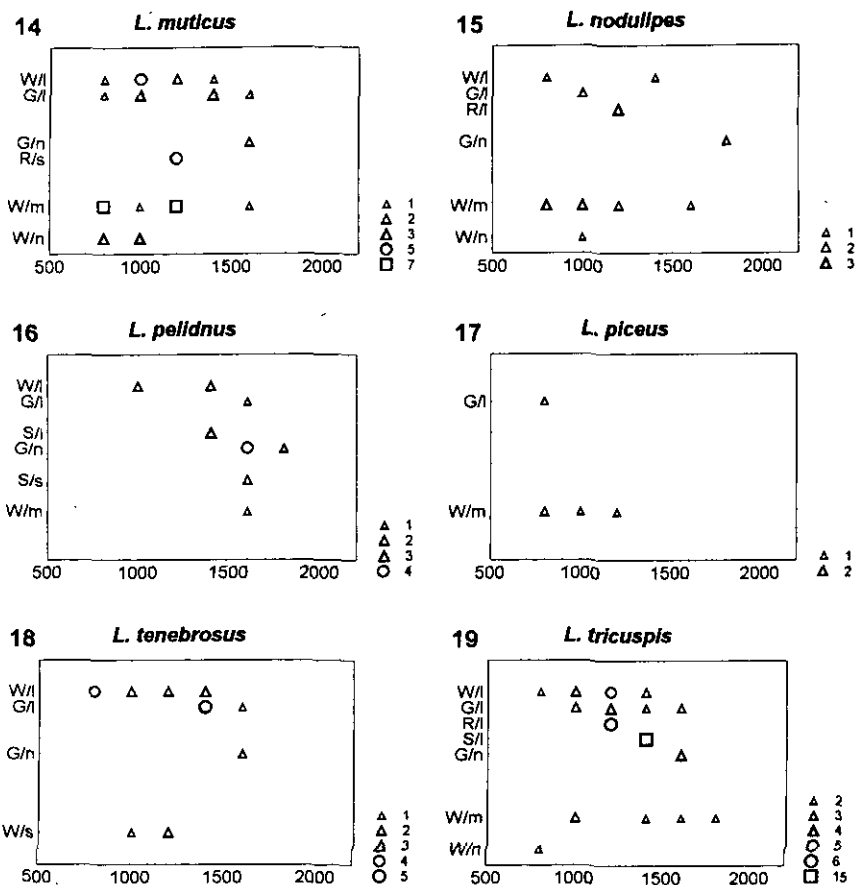 14 L. muticus
W/l
G/l
G/n
R/s
W/m
W/n
500 1000 1500 2000
1
2
3
5
7
15 L. nodulipes
W/l
G/l
R/l
G/n
W/m
W/n
500 1000 1500 2000
1
2
3
16 L. pelidnus
W/l
G/l
S/l
G/n
S/s
W/m
500 1000 1500 2000
1
2
3
4
17 L. piceus
G/l
W/m
500 1000 1500 2000
1
2
18 L. tenebrosus
W/l
G/l
G/n
W/s
500 1000 1500 2000
1
2
3
4
5
19 L. tricuspis
W/l
G/l
R/l
S/l
G/n
W/m
W/n
500 1000 1500 2000
2
3
4
5
6
15